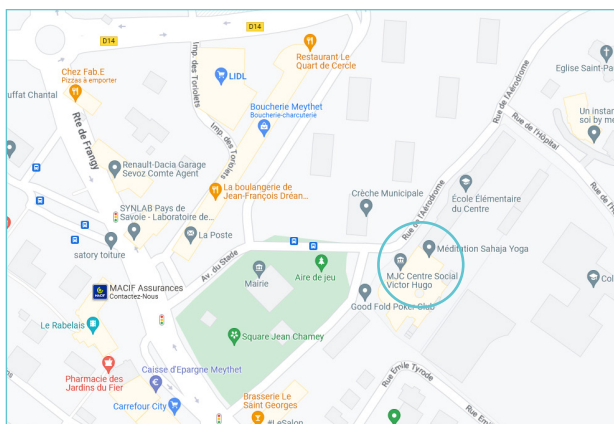 D14
D14
Restaurant Le
Quart de Cercle
Imp. des Toriolets
Chez Fab.E
Pizzas à emporter
LIDL
uffat Chantal
Eglise Saint-Pa
Boucherie Meythet
Boucherie-charcuterie
Rte de Frangy
Imp. des Toriolets
Rue de l'Aérodrome
Un instan
soi by me
Rue de l'Hôpital
Renault-Dacia Garage
Sevoz Comte Agent
La boulangerie de
Jean-François Dréan...
Crèche Municipale
École Élémentaire
du Centre
SYNLAB Pays de
Savoie - Laboratoire de...
La Poste
Rue de l'Aérodrome
Méditation Sahaja Yoga
satory toiture
Av. du Stade
Mairie
Aire de jeu
MJC Centre Social
Victor Hugo
Col
MACIF
MACIF Assurances
Contactez-Nous
Good Fold Poker Club
Le Rabelais
Square Jean Charney
Rue Emile Tyrode
Caisse d'Epargne Meythet
Pharmacie des
Jardins du Fier
Carrefour City
Brasserie Le
Saint Georges
#LeSalon
Rue Em